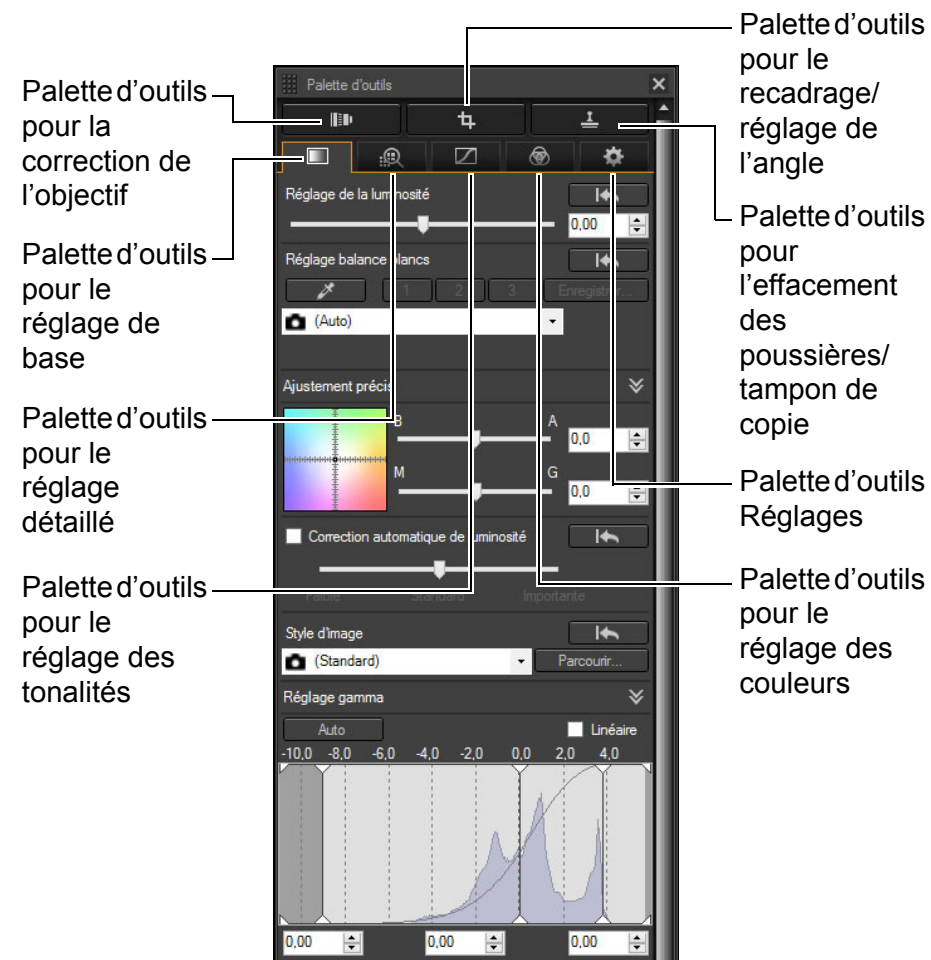 Palette d'outils
pour la
correction de
l'objectif
Palette d'outils
pour le
réglage de
base
Palette d'outils
pour le
réglage
détaillé
Palette d'outils
pour le
réglage des
tonalités
Palette d'outils
Réglage de la luminosité
0,00
Réglage balance blancs
1 2 3 Enregistrer...
(Auto)
Ajustement précis
B A
0,0
M G
0,0
Correction automatique de luminosité
Faible Standard Importante
Style d'image
(Standard) Parcourir...
Réglage gamma
Auto Linéaire
-10,0 -8,0 -6,0 -4,0 -2,0 0,0 2,0 4,0
0,00 0,00 0,00
Palette d'outils
pour le
recadrage/
réglage de
l'angle
Palette d'outils
pour
l'effacement
des
poussières/
tampon de
copie
Palette d'outils
Réglages
Palette d'outils
pour le
réglage des
couleurs